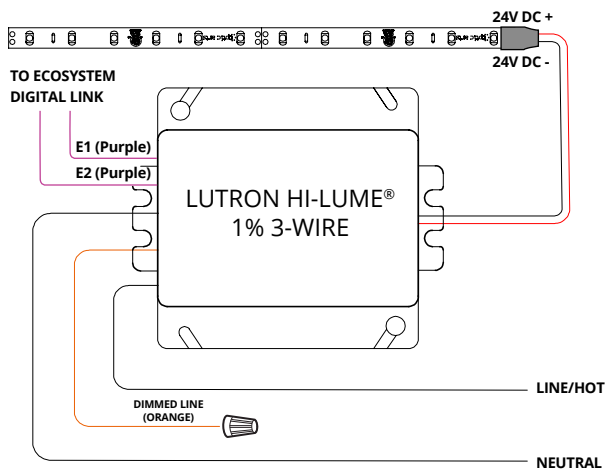 24V DC +
24V DC -
TO ECOSYSTEM
DIGITAL LINK
E1 (Purple)
E2 (Purple)
LUTRON HI-LUME®
1% 3-WIRE
LINE/HOT
DIMMED LINE
(ORANGE)
NEUTRAL